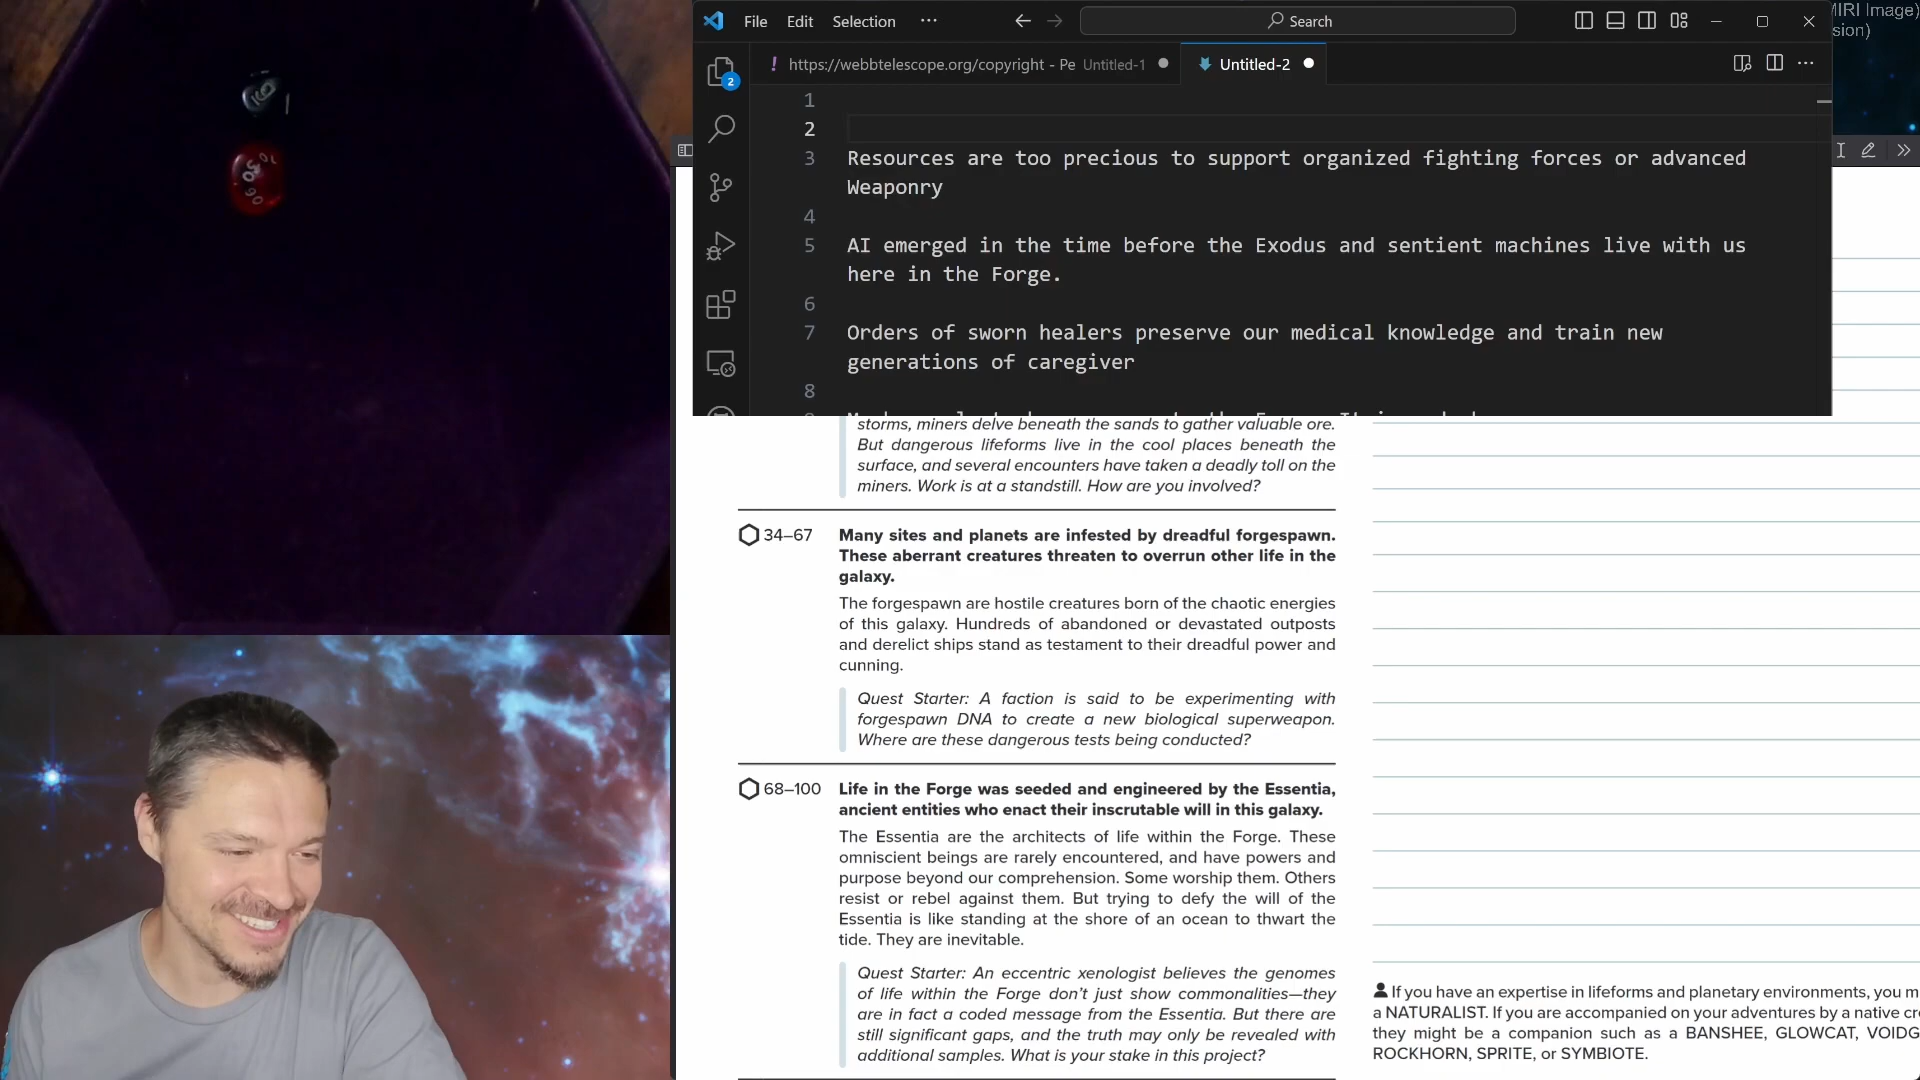 File Edit Selection ···
Search
MIRI Image)
sion)
! https://webbtelescope.org/copyright - Pe Untitled-1
Untitled-2
2
1
2
3 Resources are too precious to support organized fighting forces or advanced
Weaponry
4
5 AI emerged in the time before the Exodus and sentient machines live with us
here in the Forge.
6
7 Orders of sworn healers preserve our medical knowledge and train new
generations of caregiver
8
storms, miners delve beneath the sands to gather valuable ore.
But dangerous lifeforms live in the cool places beneath the
surface, and several encounters have taken a deadly toll on the
miners. Work is at a standstill. How are you involved?
34–67 Many sites and planets are infested by dreadful forgespawn.
These aberrant creatures threaten to overrun other life in the
galaxy.
The forgespawn are hostile creatures born of the chaotic energies
of this galaxy. Hundreds of abandoned or devastated outposts
and derelict ships stand as testament to their dreadful power and
cunning.
Quest Starter: A faction is said to be experimenting with
forgespawn DNA to create a new biological superweapon.
Where are these dangerous tests being conducted?
68–100 Life in the Forge was seeded and engineered by the Essentia,
ancient entities who enact their inscrutable will in this galaxy.
The Essentia are the architects of life within the Forge. These
omniscient beings are rarely encountered, and have powers and
purpose beyond our comprehension. Some worship them. Others
resist or rebel against them. But trying to defy the will of the
Essentia is like standing at the shore of an ocean to thwart the
tide. They are inevitable.
Quest Starter: An eccentric xenologist believes the genomes
of life within the Forge don't just show commonalities—they
are in fact a coded message from the Essentia. But there are
still significant gaps, and the truth may only be revealed with
additional samples. What is your stake in this project?
If you have an expertise in lifeforms and planetary environments, you m
a NATURALIST. If you are accompanied on your adventures by a native cr
they might be a companion such as a BANSHEE, GLOWCAT, VOIDG
ROCKHORN, SPRITE, or SYMBIOTE.